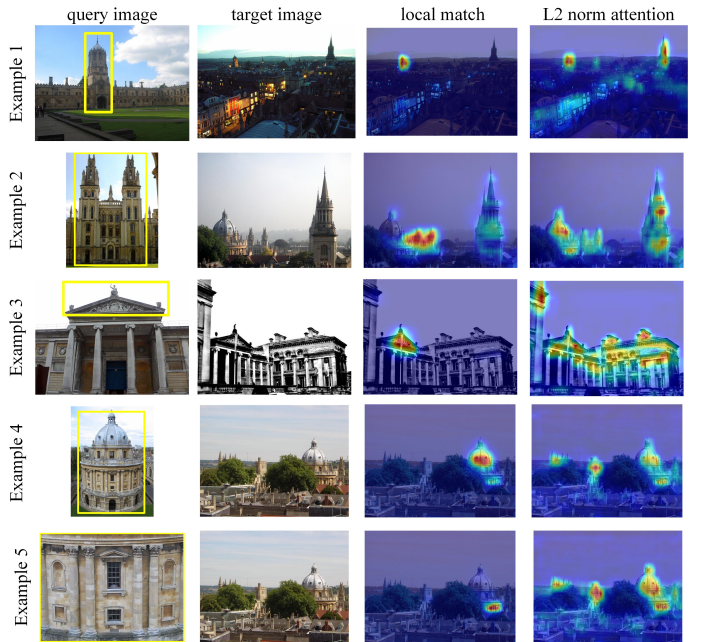 query image target image local match L2 norm attention
Example 1
Example 2
Example 3
Example 4
Example 5